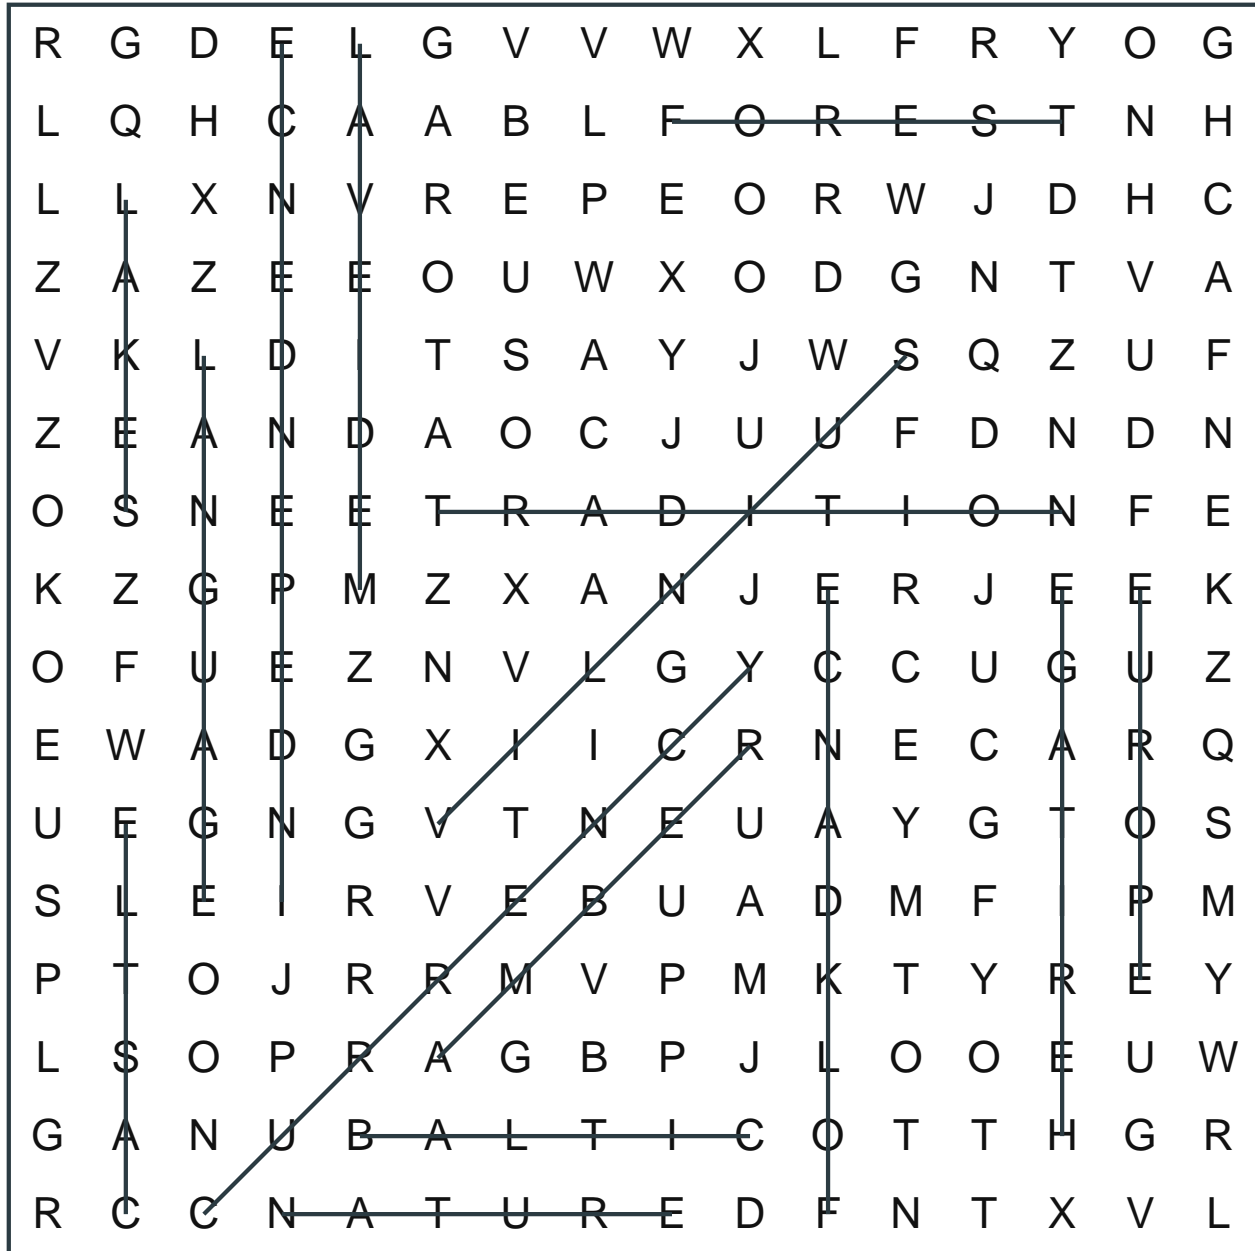 R G D E L G V V W X L F R Y O G
L Q H C A A B L F O R E S T N H
L L X N V R E P E O R W J D H C
Z A Z E E O U W X O D G N T V A
V K L D I T S A Y J W S Q Z U F
Z E A N D A O C J U U F D N D N
O S N E E T R A D I T I O N F E
K Z G P M Z X A N J E R J E E K
O F U E Z N V L G Y C C U G U Z
E W A D G X I I C R N E C A R Q
U E G N G V T N E U A Y G T O S
S L E I R V E B U A D M F I P M
P T O J R R M V P M K T Y R E Y
L S O P R A G B P J L O O E U W
G A N U B A L T I C O T T H G R
R C C N A T U R E D F N T X V L